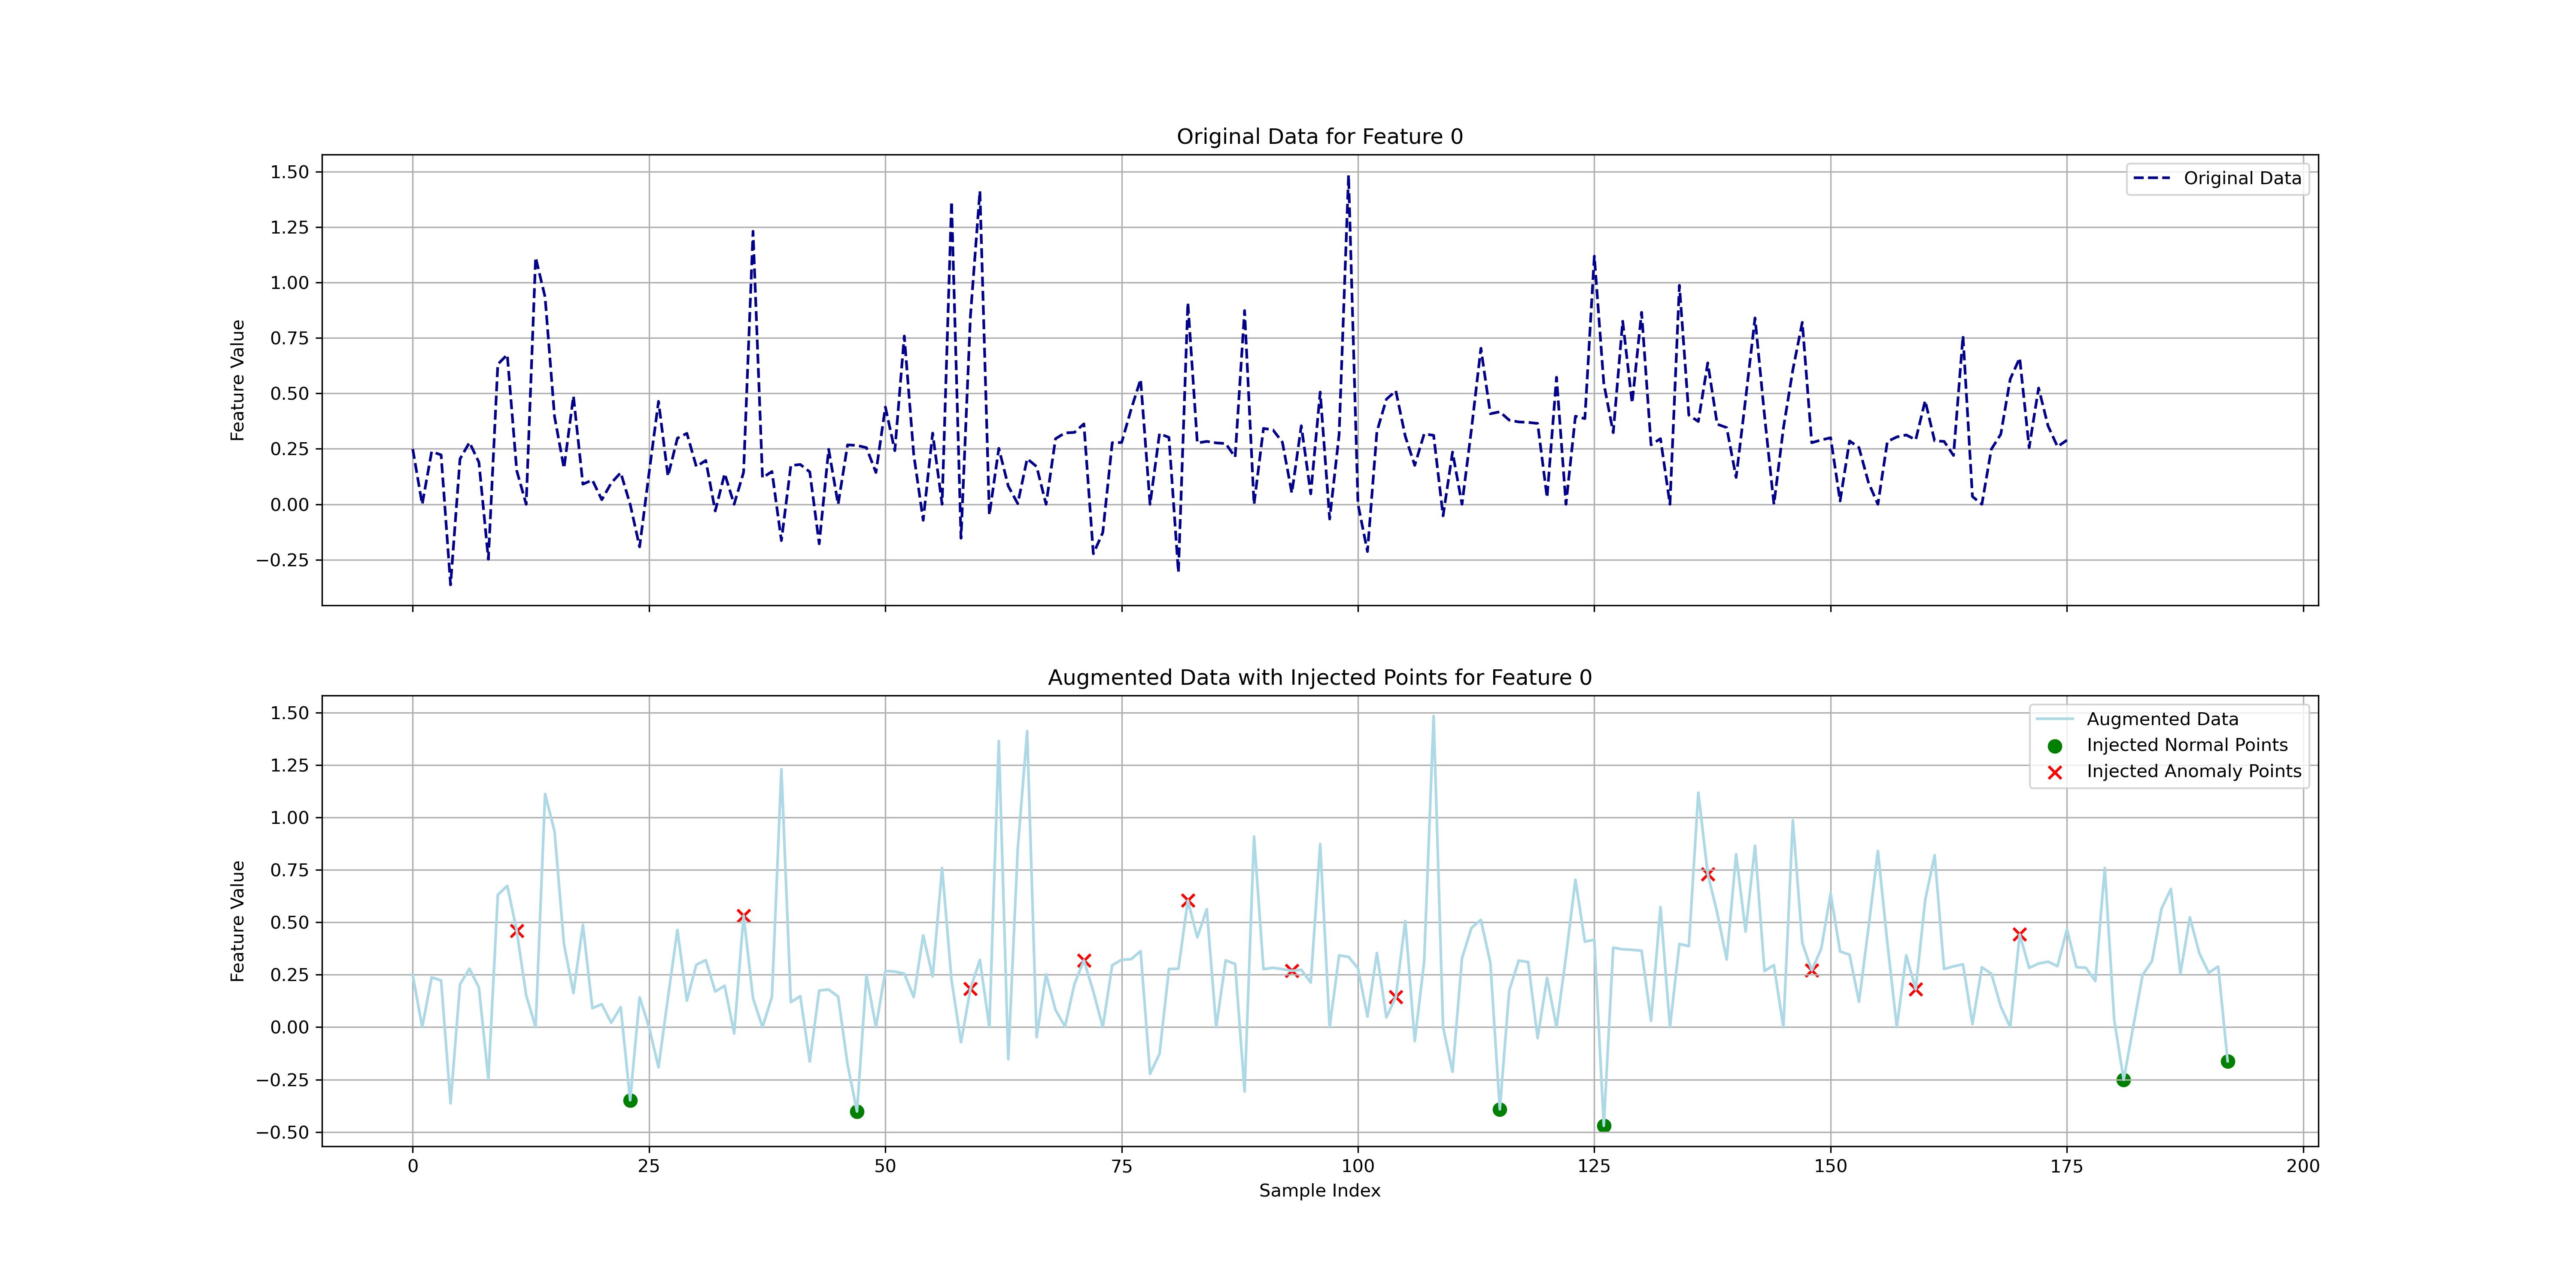 Original Data for Feature 0
1.50
1.25
1.00
0.75
0.50
0.25
0.00
−0.25
Feature Value
Original Data
Augmented Data with Injected Points for Feature 0
1.50
1.25
1.00
0.75
0.50
0.25
0.00
−0.25
−0.50
Feature Value
Augmented Data
Injected Normal Points
Injected Anomaly Points
0 25 50 75 100 125 150 175 200
Sample Index